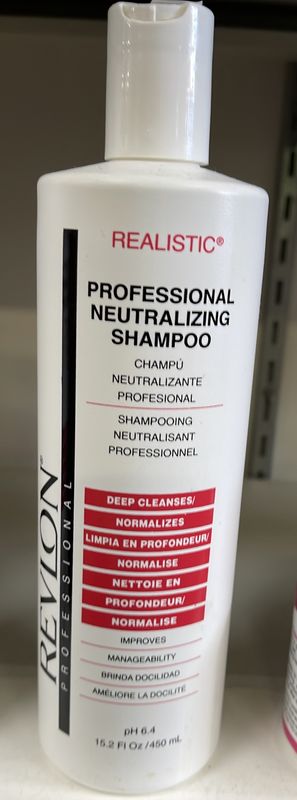 REALISTIC®
PROFESSIONAL
NEUTRALIZING
SHAMPOO
CHAMPÚ
NEUTRALIZANTE
PROFESIONAL
SHAMPOOING
NEUTRALISANT
PROFESSIONNEL
DEEP CLEANSES/
NORMALIZES
LIMPIA EN PROFONDEUR/
NORMALISE
NETTOIE EN
PROFONDEUR/
NORMALISE
IMPROVES
MANAGEABILITY
BRINDA DOCILIDAD
AMÉLIORE LA DOCILITÉ
pH 6.4
15.2 Fl Oz /450 mL
REVLON®
PROFESSIONAL